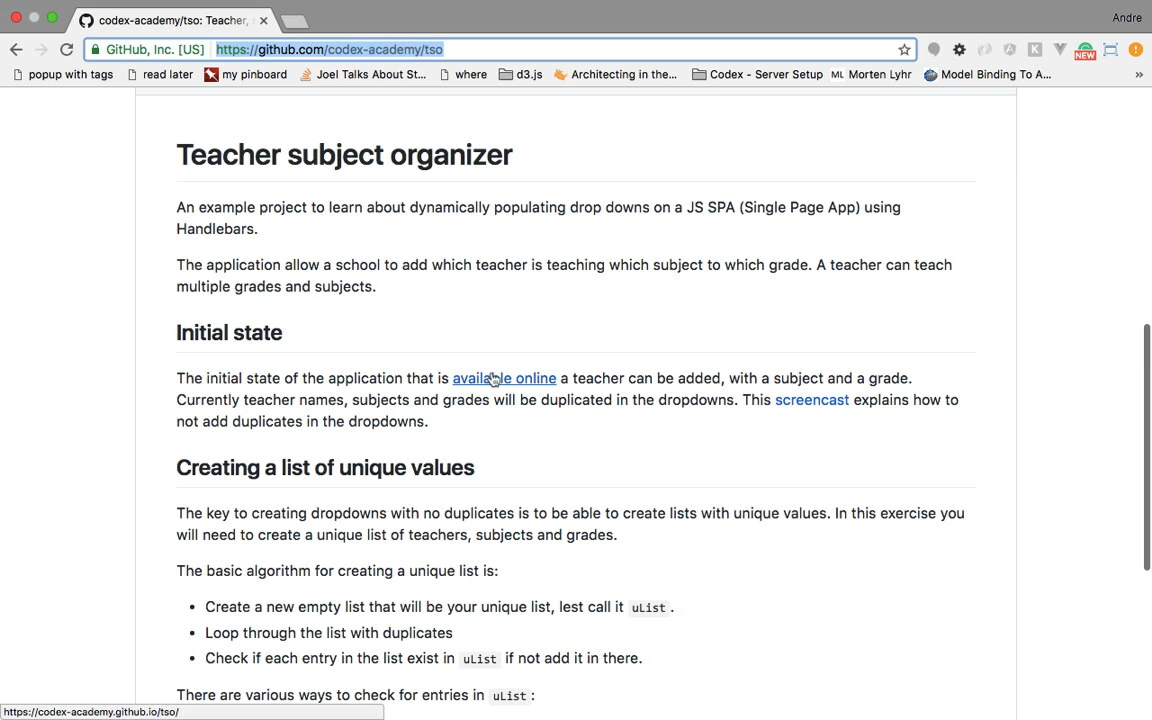 codex-academy/tso: Teacher, s
Andre
GitHub, Inc. [US] https://github.com/codex-academy/tso
K NEW
popup with tags read later my pinboard Joel Talks About St... where d3.js Architecting in the... Codex - Server Setup ML Morten Lyhr Model Binding To A... »
Teacher subject organizer
An example project to learn about dynamically populating drop downs on a JS SPA (Single Page App) using
Handlebars.
The application allow a school to add which teacher is teaching which subject to which grade. A teacher can teach
multiple grades and subjects.
Initial state
The initial state of the application that is available online a teacher can be added, with a subject and a grade.
Currently teacher names, subjects and grades will be duplicated in the dropdowns. This screencast explains how to
not add duplicates in the dropdowns.
Creating a list of unique values
The key to creating dropdowns with no duplicates is to be able to create lists with unique values. In this exercise you
will need to create a unique list of teachers, subjects and grades.
The basic algorithm for creating a unique list is:
• Create a new empty list that will be your unique list, lest call it uList.
• Loop through the list with duplicates
• Check if each entry in the list exist in uList if not add it in there.
There are various ways to check for entries in uList:
https://codex-academy.github.io/tso/